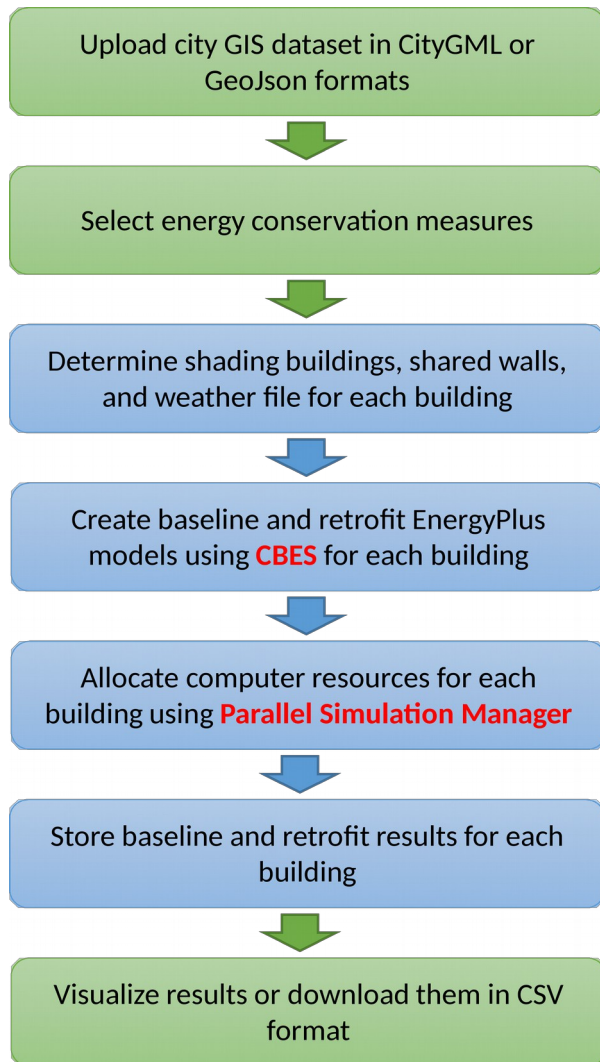 Upload city GIS dataset in CityGML or
GeoJson formats
Select energy conservation measures
Determine shading buildings, shared walls,
and weather file for each building
Create baseline and retrofit EnergyPlus
models using CBES for each building
Allocate computer resources for each
building using Parallel Simulation Manager
Store baseline and retrofit results for each
building
Visualize results or download them in CSV
format